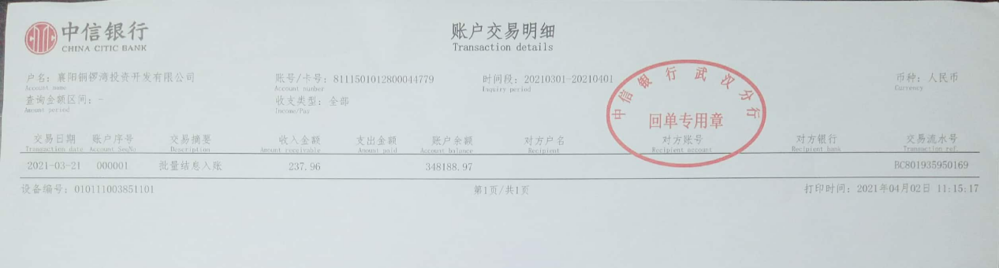 中信银行
CHINA CITIC BANK
账户交易明细
Transaction details
户名: 襄阳铜锣湾投资开发有限公司 账号/卡号: 8111501012800044779 时间段: 20210301-20210401 币种: 人民币
Account name Account number Inquiry period Currency
查询金额区间: - 收支类型: 全部
Amount period Income/Pay
中信银行武汉分行
回单专用章
交易日期 账户序号 交易摘要 收入金额 支出金额 账户余额 对方户名 对方账号 对方银行 交易流水号
Transaction date Account SeqNo Description Amount receivable Amount paid Account balance Recipient Recipient account Recipient bank Transaction ref.
2021-03-21 000001 批量结息入账 237.96 348188.97 BC801935950169
设备编号: 010111003851101 第1页/共1页 打印时间: 2021年04月02日 11:15:17